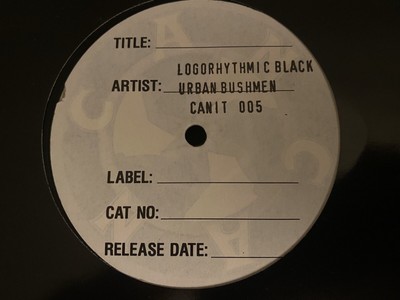 TITLE:
LOGORHYTHMIC BLACK
ARTIST: URBAN BUSHMEN
CANIT 005
LABEL:
CAT NO:
RELEASE DATE: